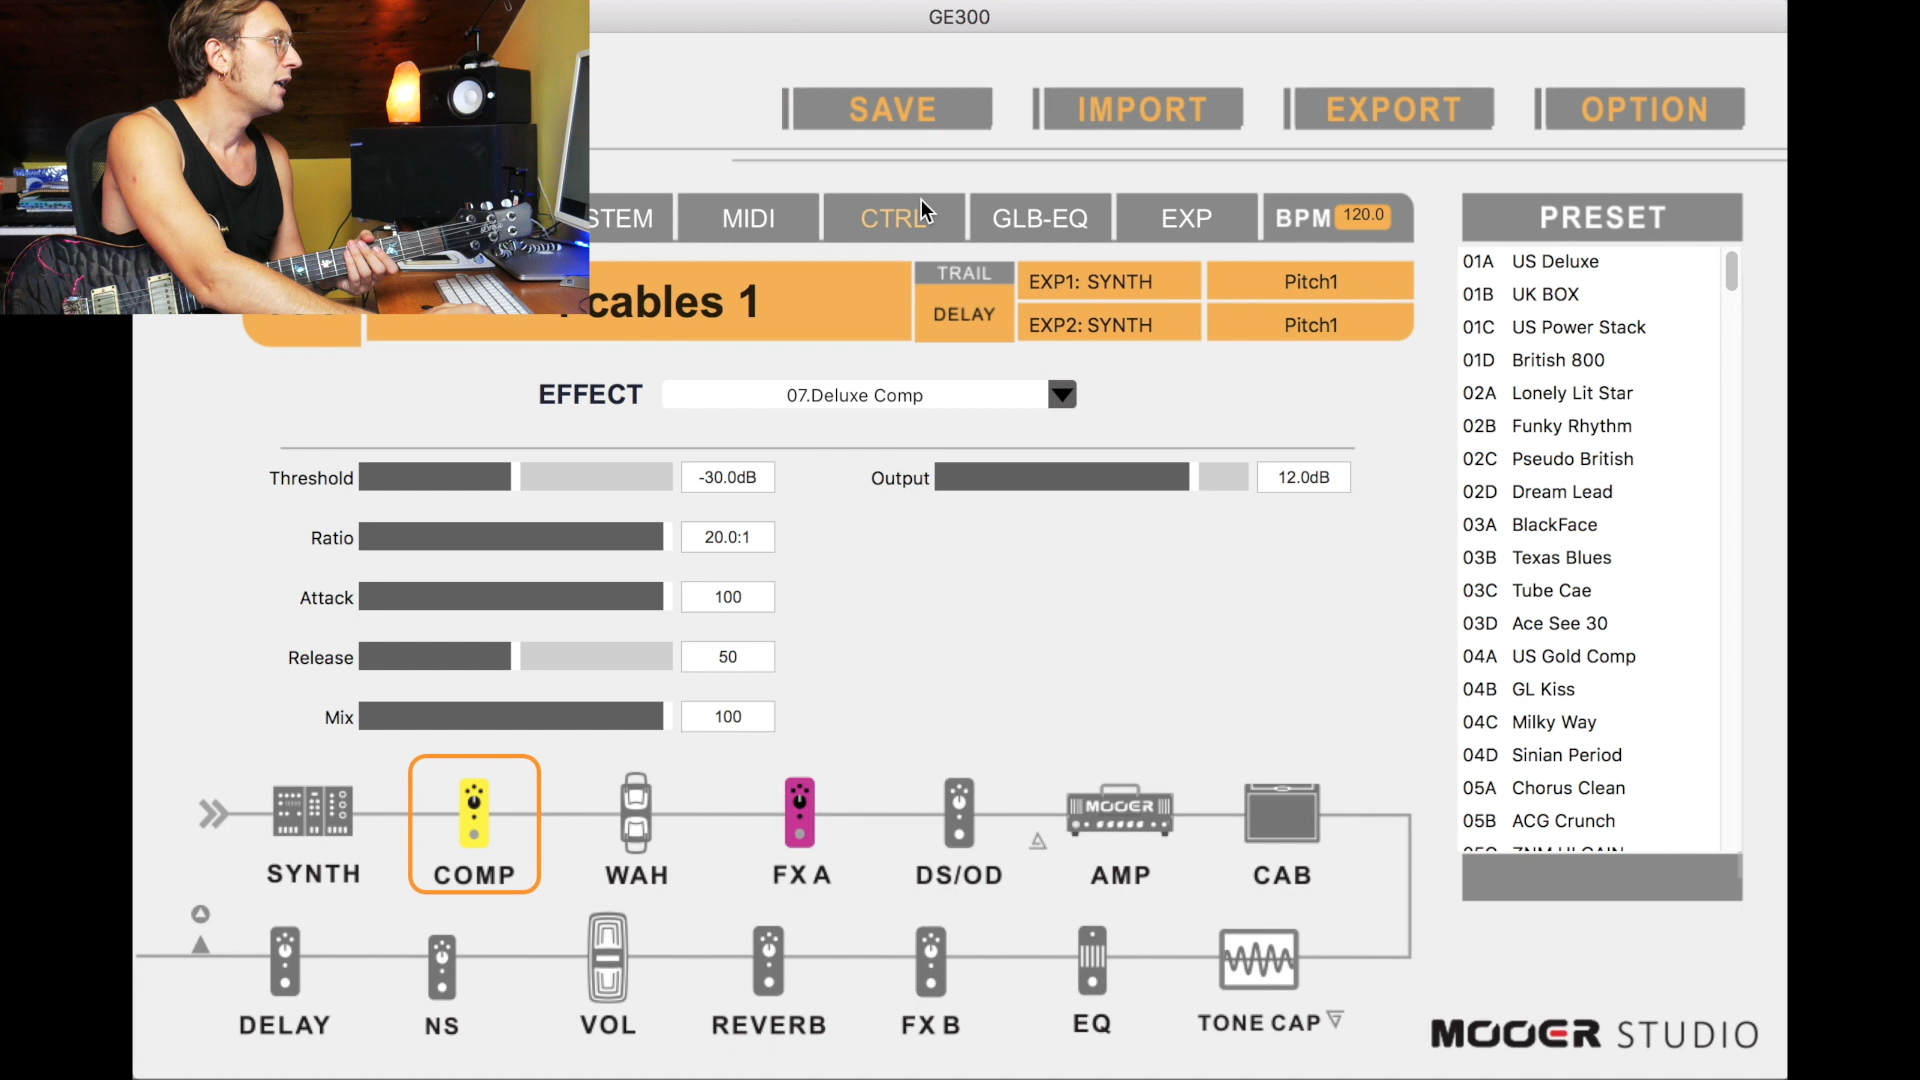 GE300
SAVE
IMPORT
EXPORT
OPTION
STEM
MIDI
CTRL
GLB-EQ
EXP
BPM 120.0
PRESET
cables 1
TRAIL
DELAY
EXP1: SYNTH
Pitch1
EXP2: SYNTH
Pitch1
EFFECT
07.Deluxe Comp
Threshold
-30.0dB
Output
12.0dB
Ratio
20.0:1
Attack
100
Release
50
Mix
100
01A US Deluxe
01B UK BOX
01C US Power Stack
01D British 800
02A Lonely Lit Star
02B Funky Rhythm
02C Pseudo British
02D Dream Lead
03A BlackFace
03B Texas Blues
03C Tube Cae
03D Ace See 30
04A US Gold Comp
04B GL Kiss
04C Milky Way
04D Sinian Period
05A Chorus Clean
05B ACG Crunch
MOOER
SYNTH
COMP
WAH
FX A
DS/OD
AMP
CAB
DELAY
NS
VOL
REVERB
FX B
EQ
TONE CAP
MOOER STUDIO